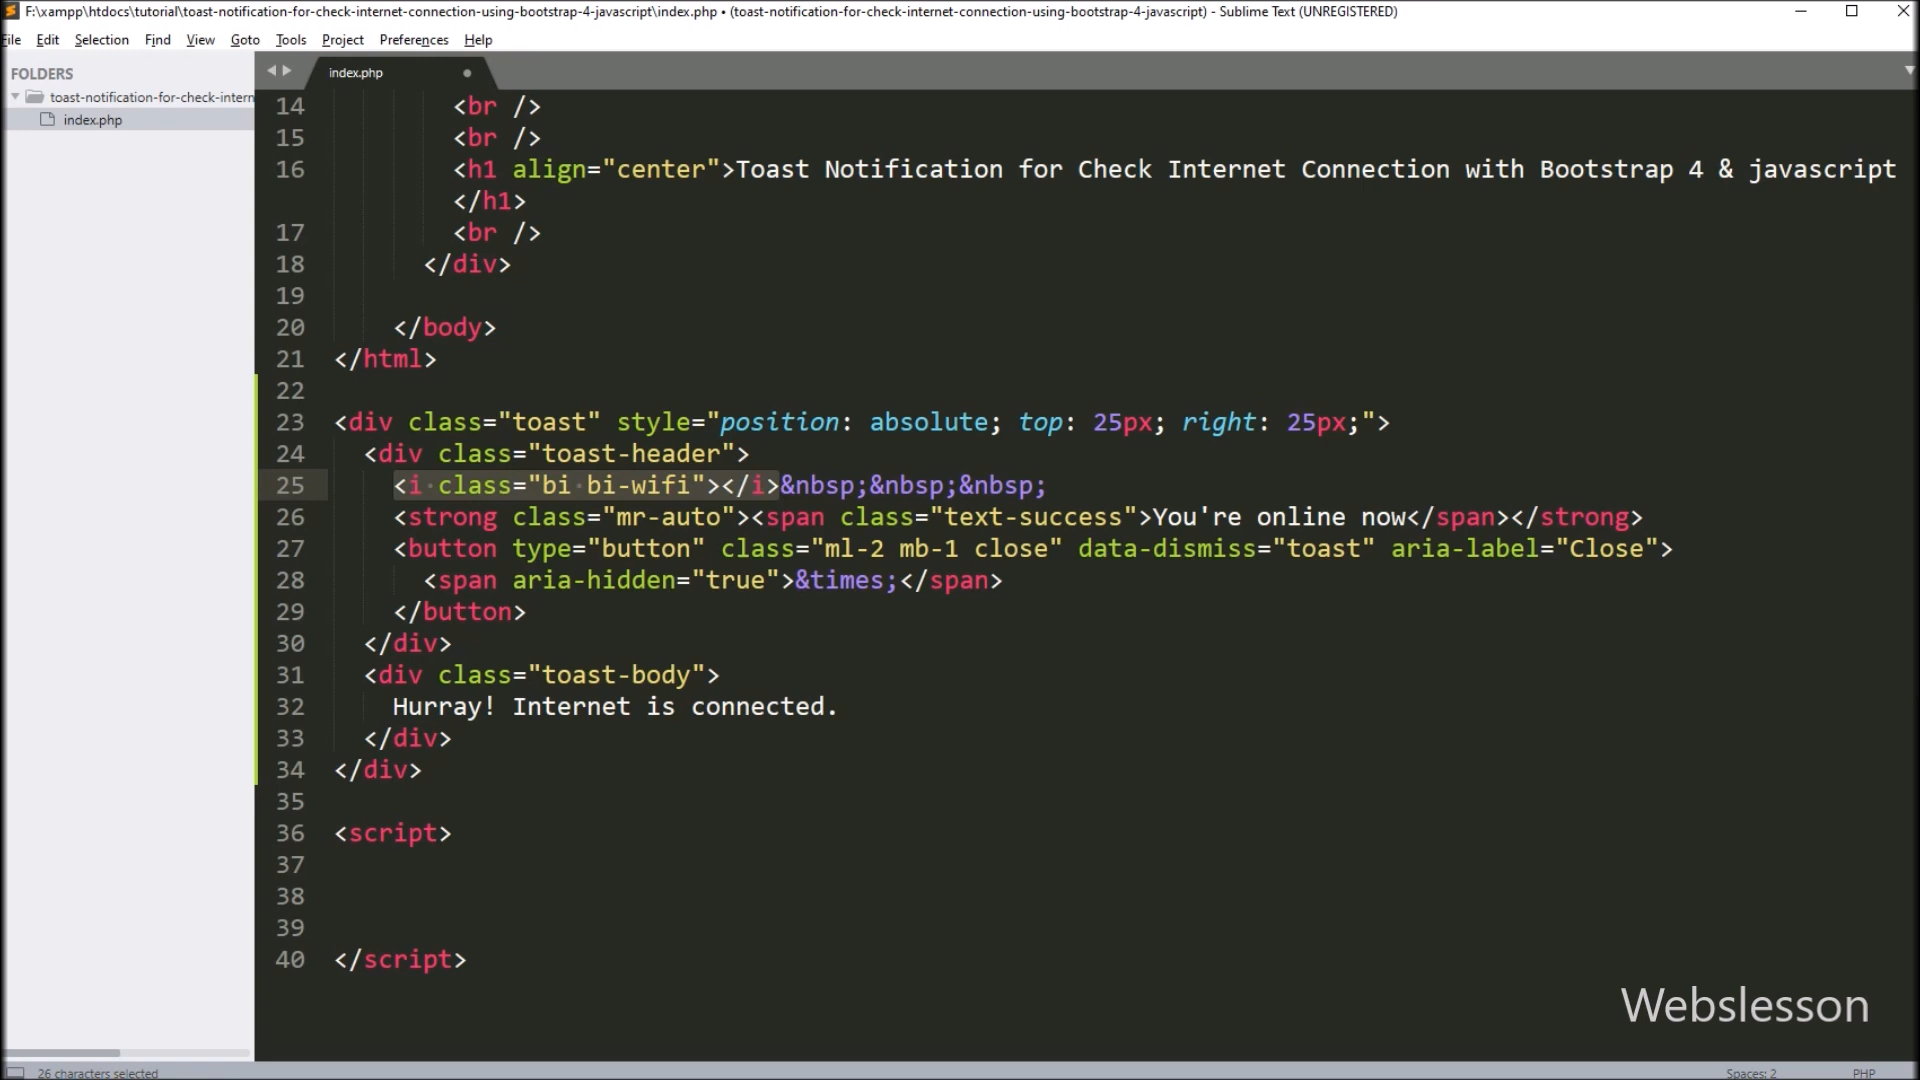 F:\xampp\htdocs\tutorial\toast-notification-for-check-internet-connection-using-bootstrap-4-javascript\index.php • (toast-notification-for-check-internet-connection-using-bootstrap-4-javascript) - Sublime Text (UNREGISTERED)
File Edit Selection Find View Goto Tools Project Preferences Help
FOLDERS
toast-notification-for-check-intern
index.php
index.php
14 <br />
15 <br />
16 <h1 align="center">Toast Notification for Check Internet Connection with Bootstrap 4 & javascript
</h1>
17 <br />
18 </div>
19
20 </body>
21 </html>
22
23 <div class="toast" style="position: absolute; top: 25px; right: 25px;">
24 <div class="toast-header">
25 <i class="bi bi-wifi"></i>&nbsp;&nbsp;&nbsp;
26 <strong class="mr-auto"><span class="text-success">You're online now</span></strong>
27 <button type="button" class="ml-2 mb-1 close" data-dismiss="toast" aria-label="Close">
28 <span aria-hidden="true">&times;</span>
29 </button>
30 </div>
31 <div class="toast-body">
32 Hurray! Internet is connected.
33 </div>
34 </div>
35
36 <script>
37
38
39
40 </script>
Webslesson
26 characters selected
Spaces: 2 PHP